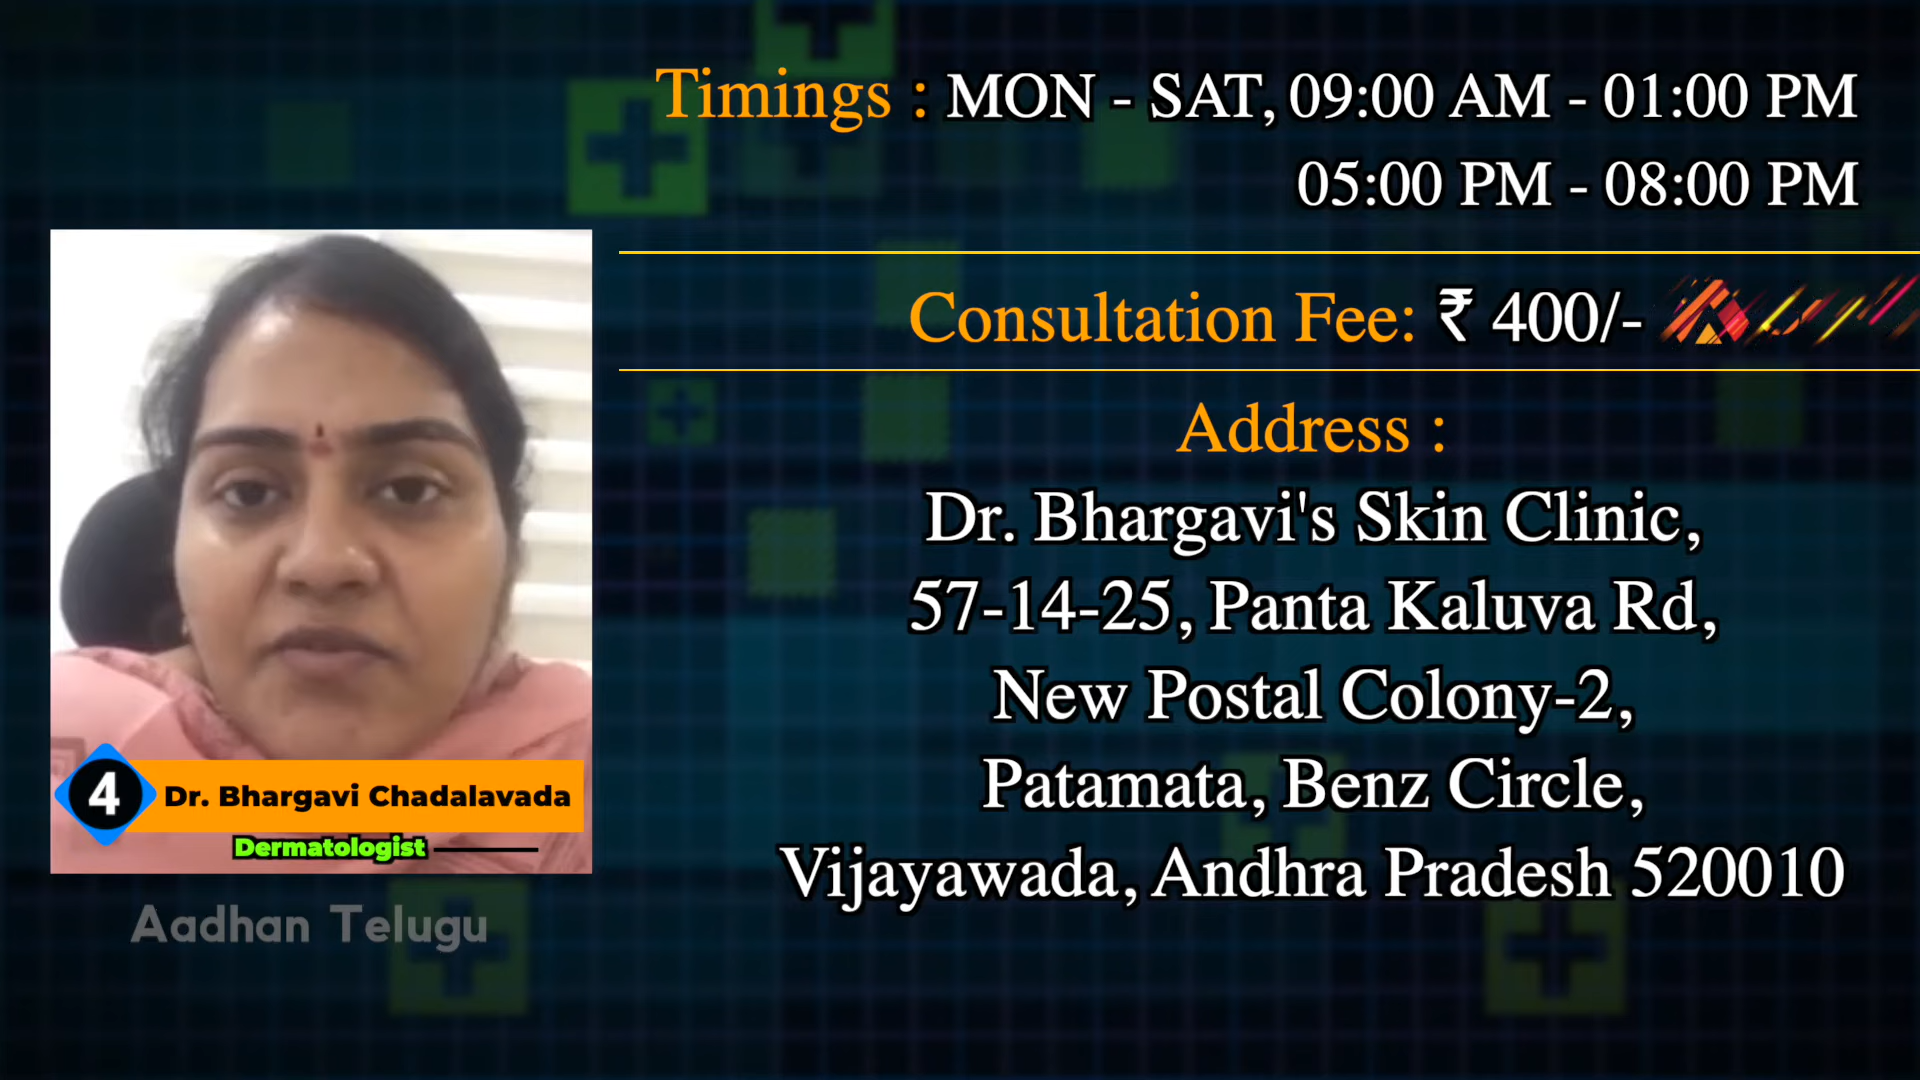 Timings : MON - SAT, 09:00 AM - 01:00 PM
05:00 PM - 08:00 PM
Consultation Fee: ₹ 400/-
Address :
Dr. Bhargavi's Skin Clinic,
57-14-25, Panta Kaluva Rd,
New Postal Colony-2,
Patamata, Benz Circle,
Vijayawada, Andhra Pradesh 520010
4 Dr. Bhargavi Chadalavada
Dermatologist
Aadhan Telugu